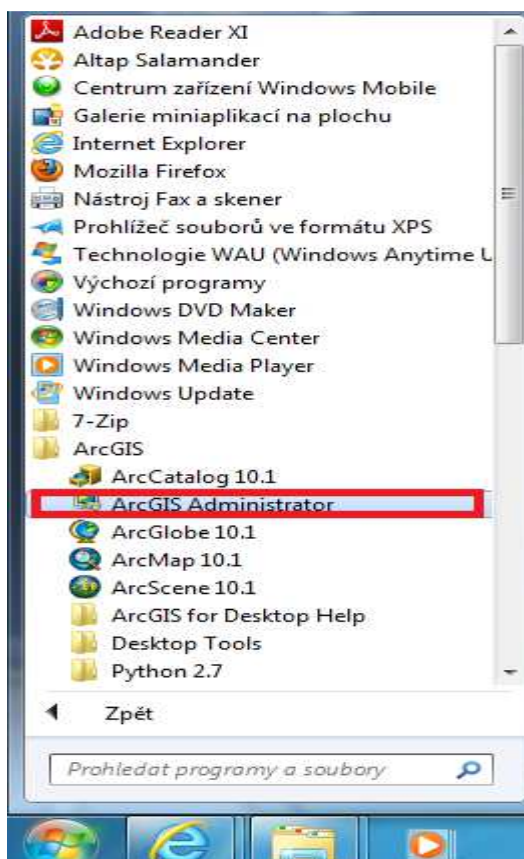 Adobe Reader XI
Altap Salamander
Centrum zařízení Windows Mobile
Galerie miniaplikací na plochu
Internet Explorer
Mozilla Firefox
Nástroj Fax a skener
Prohlížeč souborů ve formátu XPS
Technologie WAU (Windows Anytime U
Výchozí programy
Windows DVD Maker
Windows Media Center
Windows Media Player
Windows Update
7-Zip
ArcGIS
ArcCatalog 10.1
ArcGIS Administrator
ArcGlobe 10.1
ArcMap 10.1
ArcScene 10.1
ArcGIS for Desktop Help
Desktop Tools
Python 2.7
Zpět
Prohledat programy a soubory